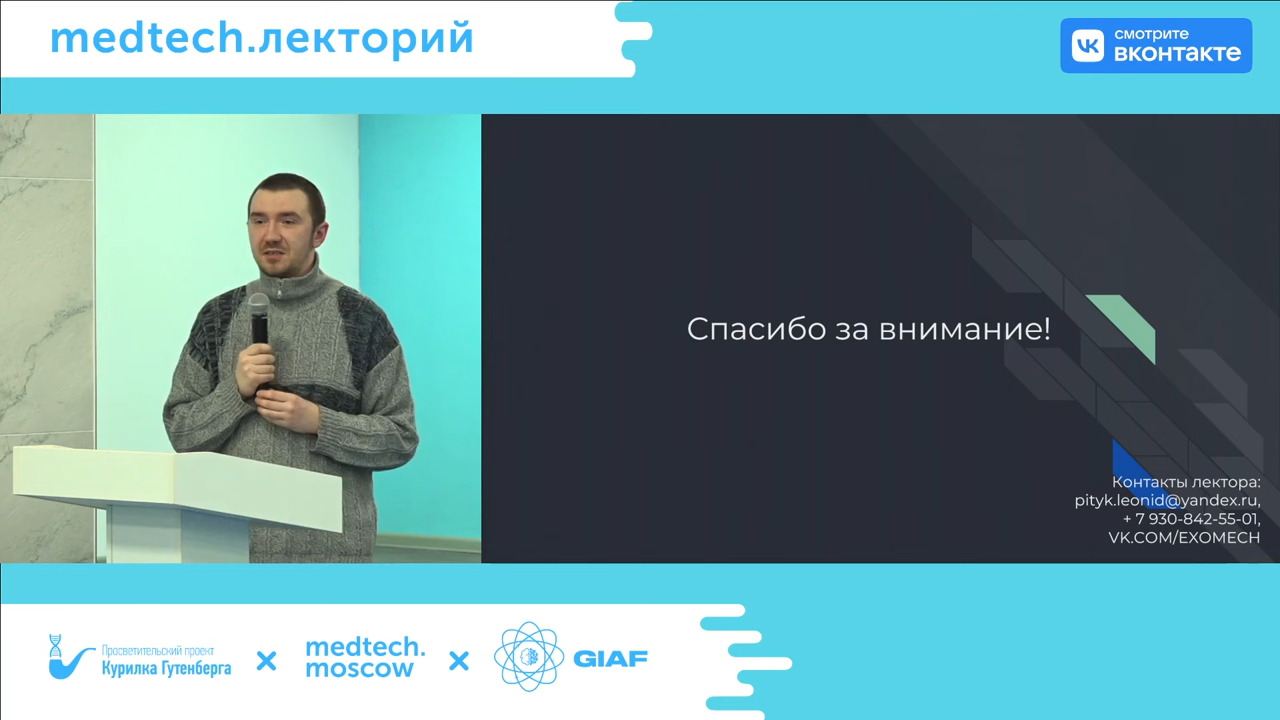 medtech.лекторий
смотрите
вконтакте
Спасибо за внимание!
Контакты лектора:
pityk.leonid@yandex.ru,
+ 7 930-842-55-01,
VK.COM/EXOMECH
Просветительский проект
Курилка Гутенберга
medtech.
moscow
GIAF